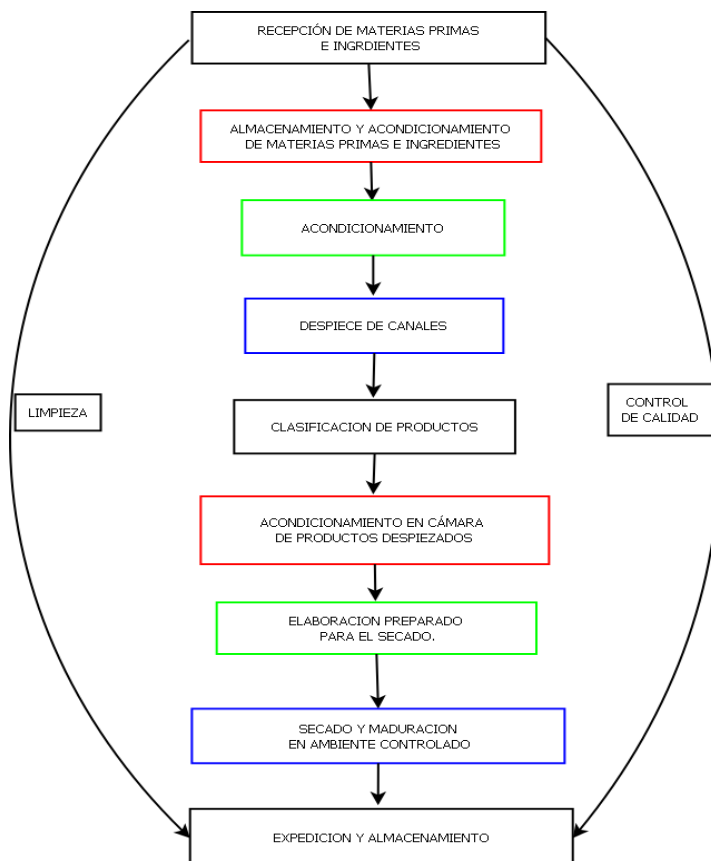 RECEPCIÓN DE MATERIAS PRIMAS
E INGRDIENTES
ALMACENAMIENTO Y ACONDICIONAMIENTO
DE MATERIAS PRIMAS E INGREDIENTES
ACONDICIONAMIENTO
DESPIECE DE CANALES
LIMPIEZA
CONTROL
DE CALIDAD
CLASIFICACION DE PRODUCTOS
ACONDICIONAMIENTO EN CÁMARA
DE PRODUCTOS DESPIEZADOS
ELABORACION PREPARADO
PARA EL SECADO.
SECADO Y MADURACION
EN AMBIENTE CONTROLADO
EXPEDICION Y ALMACENAMIENTO